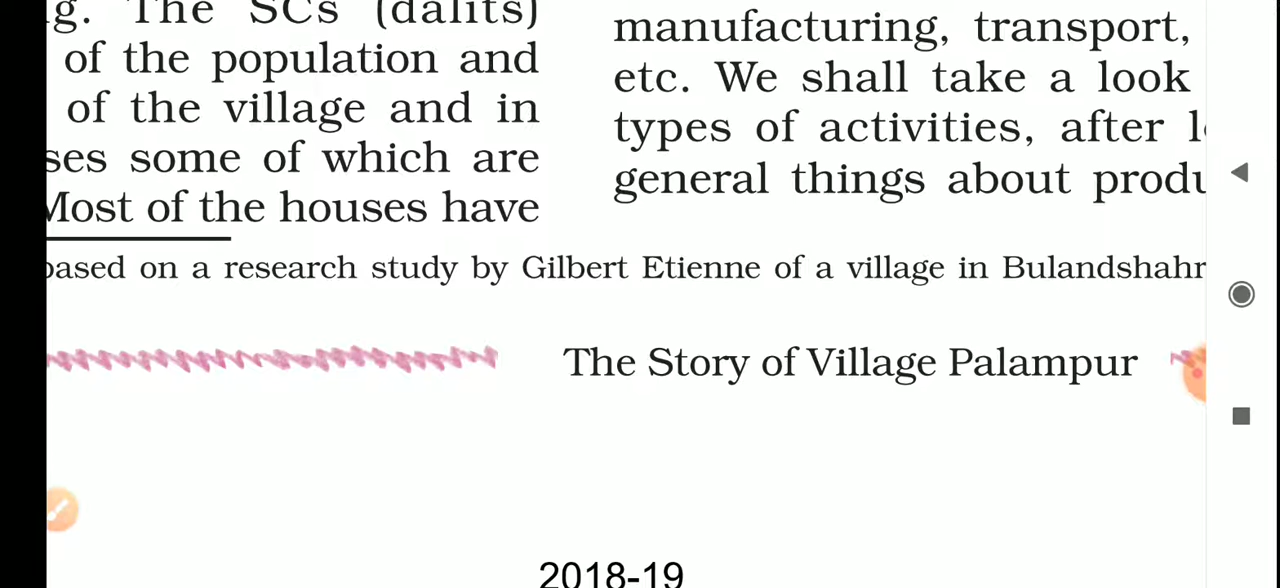 The SCs (dalits)
of the population and
of the village and in
some of which are
Most of the houses have
manufacturing, transport,
etc. We shall take a look
types of activities, after
general things about
based on a research study by Gilbert Etienne of a village in Bulandshahr
The Story of Village Palampur
2018-19